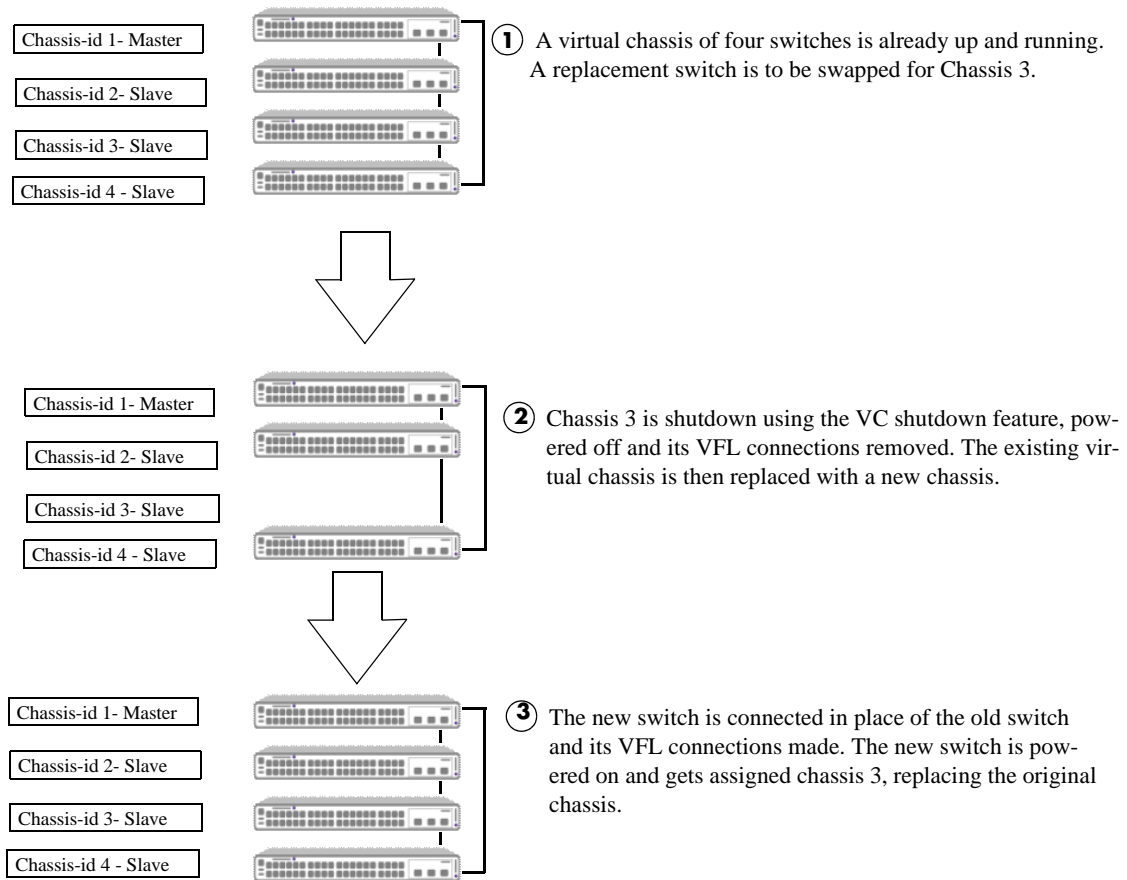 Chassis-id 1- Master
Chassis-id 2- Slave
Chassis-id 3- Slave
Chassis-id 4 - Slave
1 A virtual chassis of four switches is already up and running.
A replacement switch is to be swapped for Chassis 3.
Chassis-id 1- Master
Chassis-id 2- Slave
Chassis-id 3- Slave
Chassis-id 4 - Slave
2 Chassis 3 is shutdown using the VC shutdown feature, pow-
ered off and its VFL connections removed. The existing vir-
tual chassis is then replaced with a new chassis.
Chassis-id 1- Master
Chassis-id 2- Slave
Chassis-id 3- Slave
Chassis-id 4 - Slave
3 The new switch is connected in place of the old switch
and its VFL connections made. The new switch is pow-
ered on and gets assigned chassis 3, replacing the original
chassis.